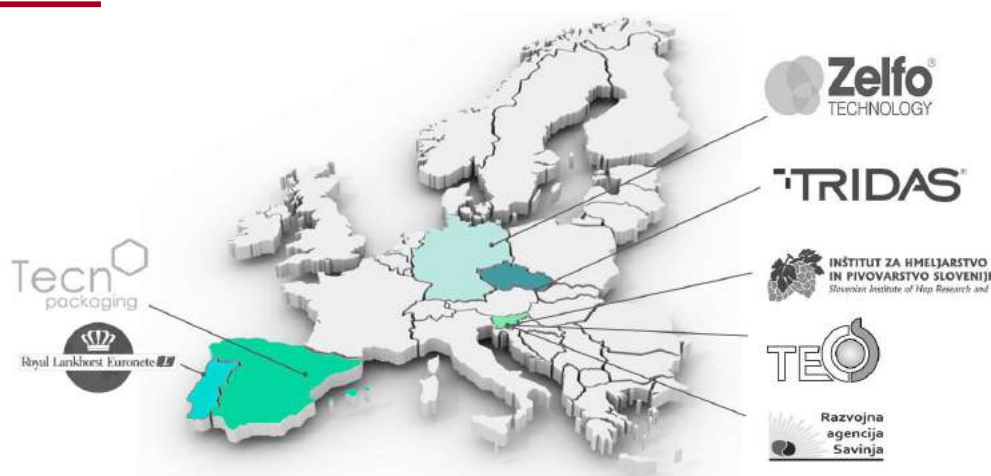 Zelfo®
TECHNOLOGY
TRIDAS®
INŠTITUT ZA HMELJARSTVO
IN PIVOVARSTVO SLOVENIJE
Slovenian Institute of Hop Research and
TECOS
Razvojna
agencija
Savinja
Tecn
packaging
Royal Lankhorst Euronete